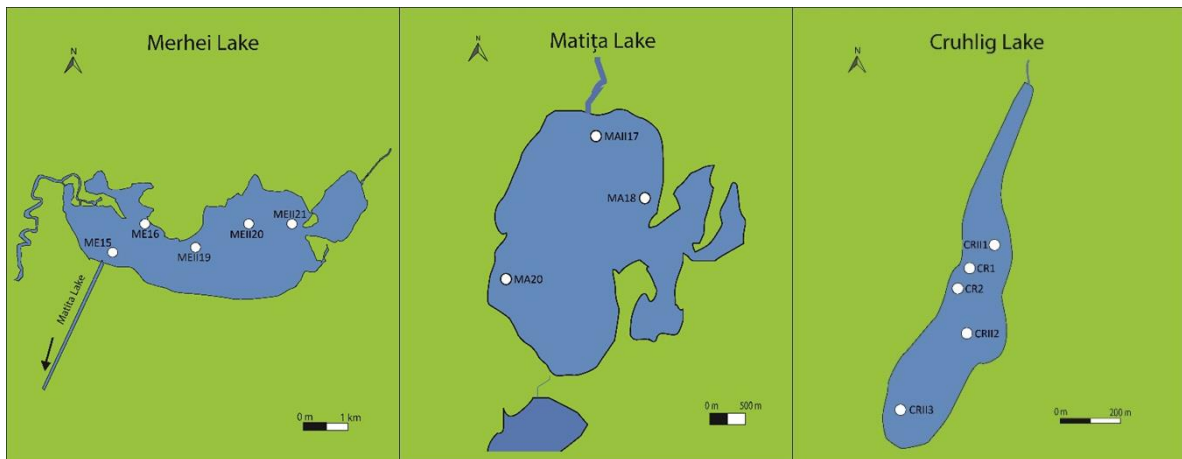 Merhei Lake
N
MEII21
ME16
MEII20
ME15
MEII19
Matița Lake
0 m 1 km
Matița Lake
N
MAII17
MA18
MA20
0 m 500 m
Cruhlig Lake
N
CRII1
CR1
CR2
CRII2
CRII3
0 m 200 m